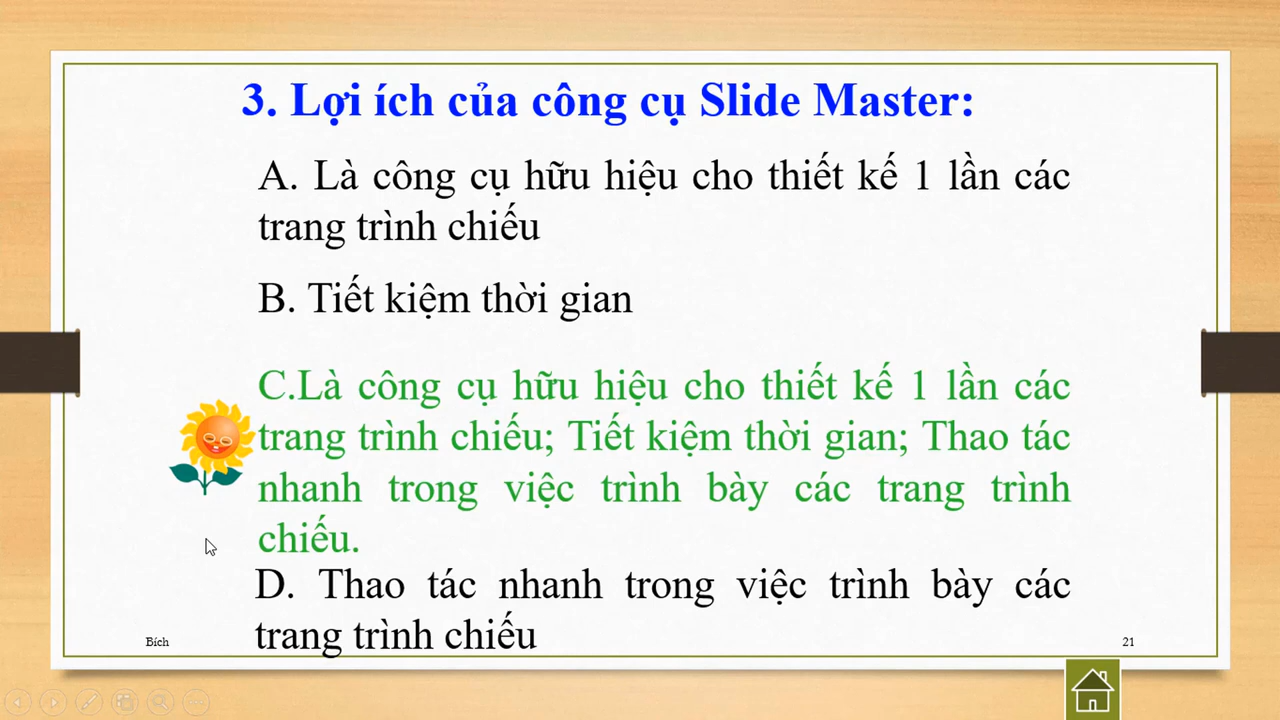 3. Lợi ích của công cụ Slide Master:
A. Là công cụ hữu hiệu cho thiết kế 1 lần các
trang trình chiếu
B. Tiết kiệm thời gian
C.Là công cụ hữu hiệu cho thiết kế 1 lần các
trang trình chiếu; Tiết kiệm thời gian; Thao tác
nhanh trong việc trình bày các trang trình
chiếu.
D. Thao tác nhanh trong việc trình bày các
trang trình chiếu
Bích
21